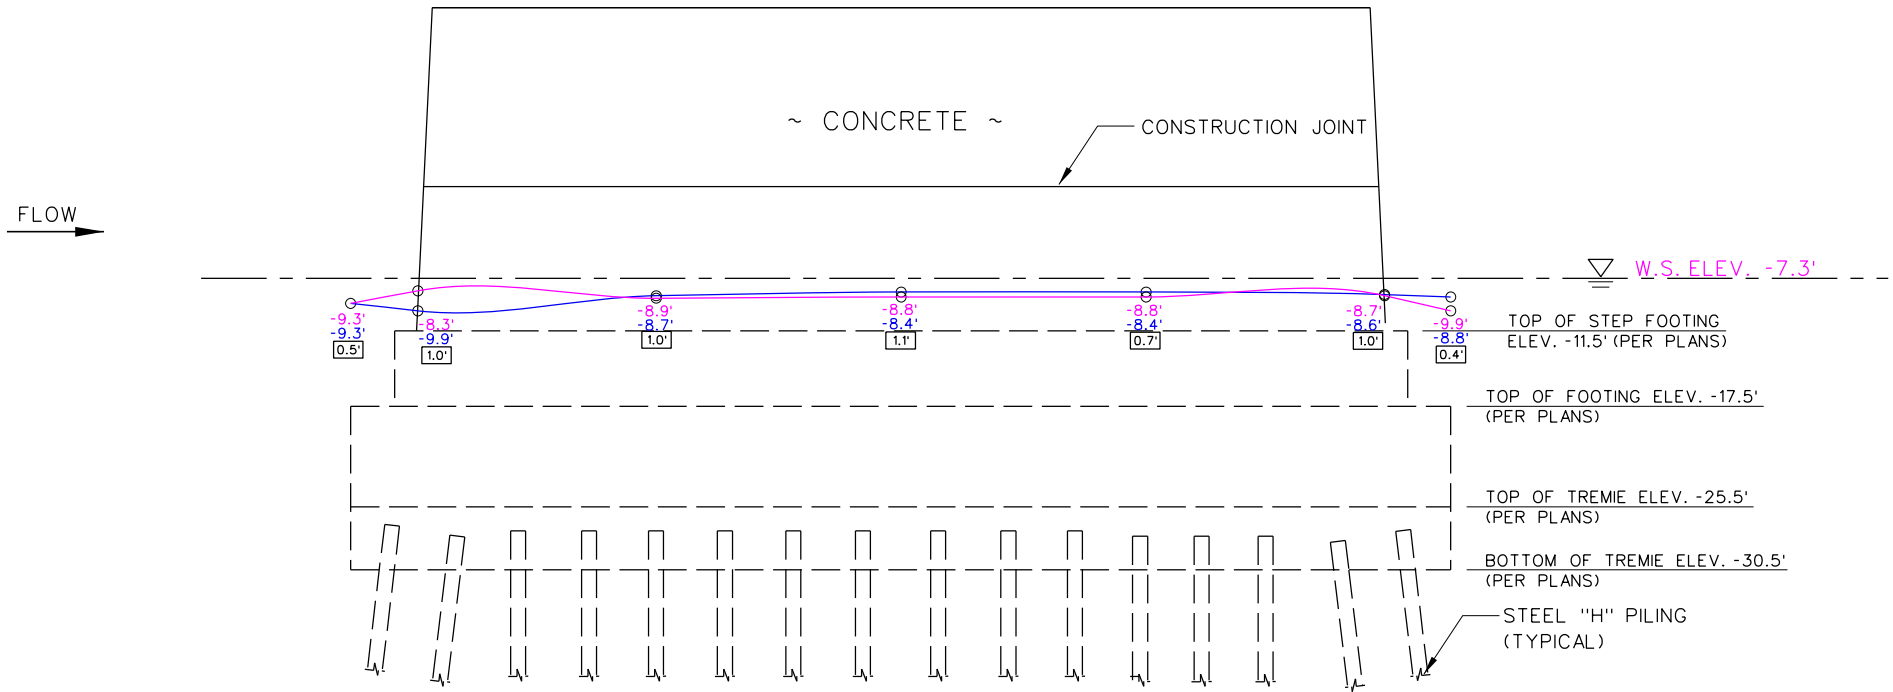 ~ CONCRETE ~
CONSTRUCTION JOINT
FLOW
W.S. ELEV. -7.3'
-9.3'
-9.3'
0.5'
-8.3'
-9.9'
1.0'
-8.9'
-8.7'
1.0'
-8.8'
-8.4'
1.1'
-8.8'
-8.4'
0.7'
-8.7'
-8.6'
1.0'
-9.9'
-8.8'
0.4'
TOP OF STEP FOOTING
ELEV. -11.5' (PER PLANS)
TOP OF FOOTING ELEV. -17.5'
(PER PLANS)
TOP OF TREMIE ELEV. -25.5'
(PER PLANS)
BOTTOM OF TREMIE ELEV. -30.5'
(PER PLANS)
STEEL "H" PILING
(TYPICAL)